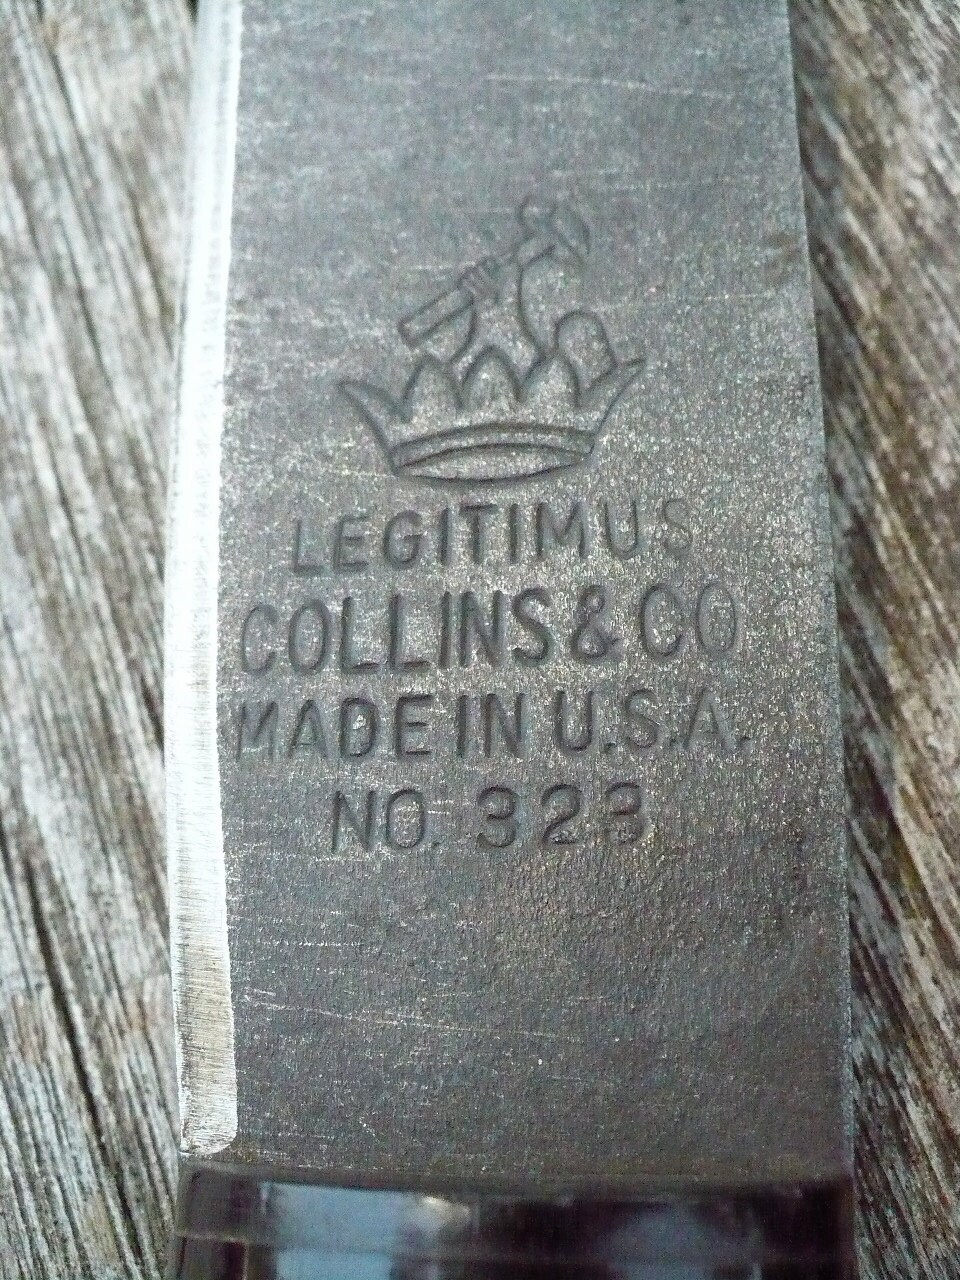 LEGITIMUS
COLLINS & CO
MADE IN U.S.A.
NO. 323